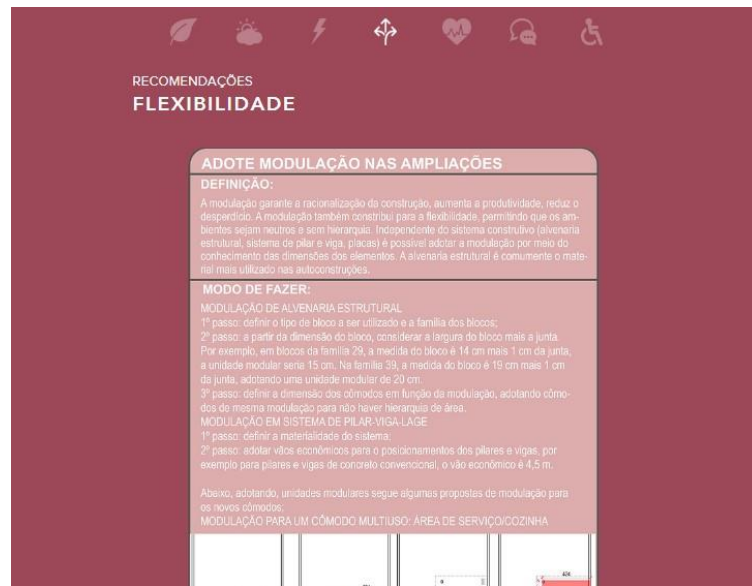 RECOMENDAÇÕES
FLEXIBILIDADE
ADOTE MODULAÇÃO NAS AMPLIAÇÕES
DEFINIÇÃO:
A modulação garante a racionalização da construção, aumenta a produtividade, reduz o
desperdício. A modulação também constribui para a flexibilidade, permitindo que os am-
bientes sejam neutros e sem hierarquia. Independente do sistema construtivo (alvenaria
estrutural, sistema de pilar e viga, placas) é possível adotar a modulação por meio do
conhecimento das dimensões dos elementos. A alvenaria estrutural é comumente o mate-
rial mais utilizado nas autoconstruções.
MODO DE FAZER:
MODULAÇÃO DE ALVENARIA ESTRUTURAL
1º passo: definir o tipo de bloco a ser utilizado e a família dos blocos;
2º passo: a partir da dimensão do bloco, considerar a largura do bloco mais a junta.
Por exemplo, em blocos da família 29, a medida do bloco é 14 cm mais 1 cm da junta,
a unidade modular seria 15 cm. Na família 39, a medida do bloco é 19 cm mais 1 cm
da junta, adotando uma unidade modular de 20 cm.
3º passo: definir a dimensão dos cômodos em função da modulação, adotando cômo-
dos de mesma modulação para não haver hierarquia de área.
MODULAÇÃO EM SISTEMA DE PILAR-VIGA-LAGE
1º passo: definir a materialidade do sistema;
2º passo: adotar vãos econômicos para o posicionamentos dos pilares e vigas, por
exemplo para pilares e vigas de concreto convencional, o vão econômico é 4,5 m.
Abaixo, adotando, unidades modulares segue algumas propostas de modulação para
os novos cômodos:
MODULAÇÃO PARA UM CÔMODO MULTIUSO: ÁREA DE SERVIÇO/COZINHA